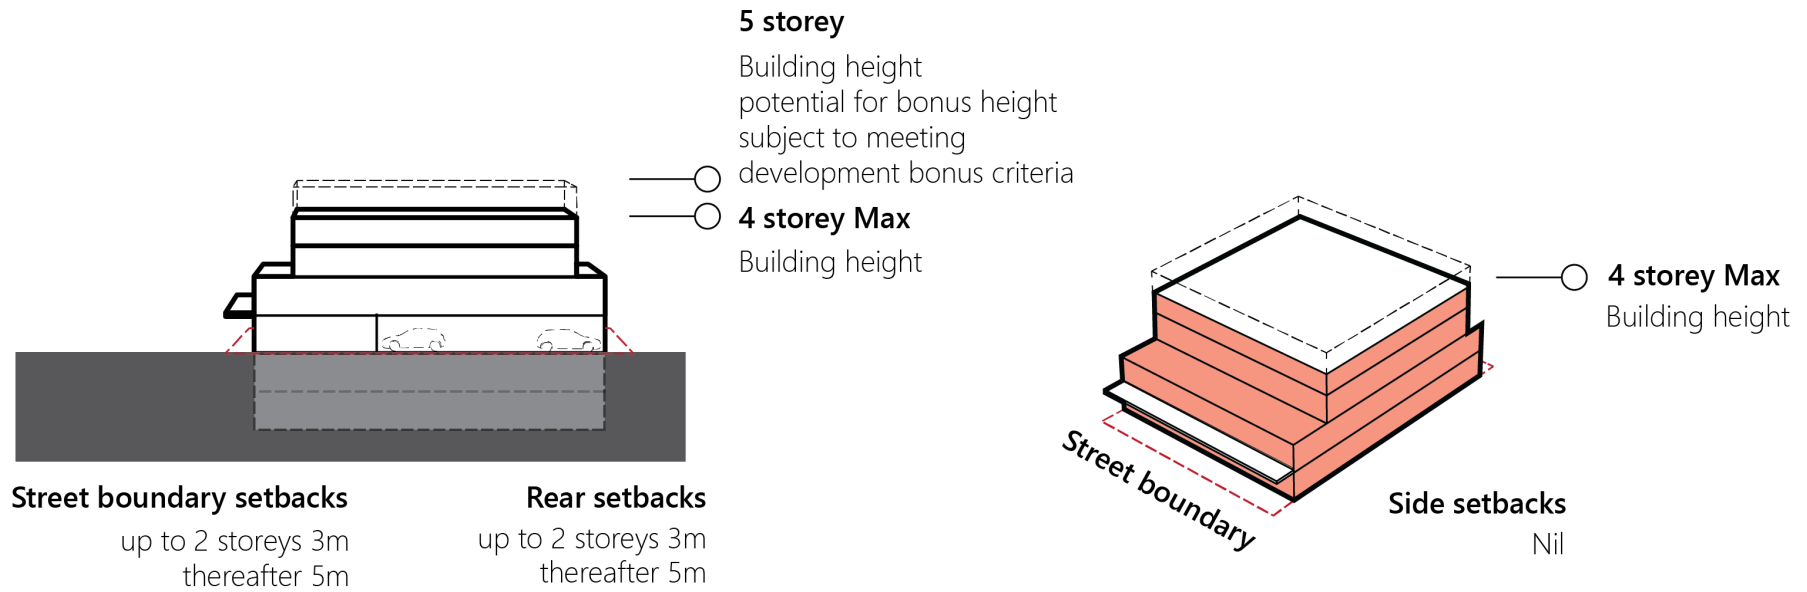 5 storey
Building height
potential for bonus height
subject to meeting
development bonus criteria
4 storey Max
Building height
Street boundary setbacks
up to 2 storeys 3m
thereafter 5m
Rear setbacks
up to 2 storeys 3m
thereafter 5m
4 storey Max
Building height
Street boundary
Side setbacks
Nil